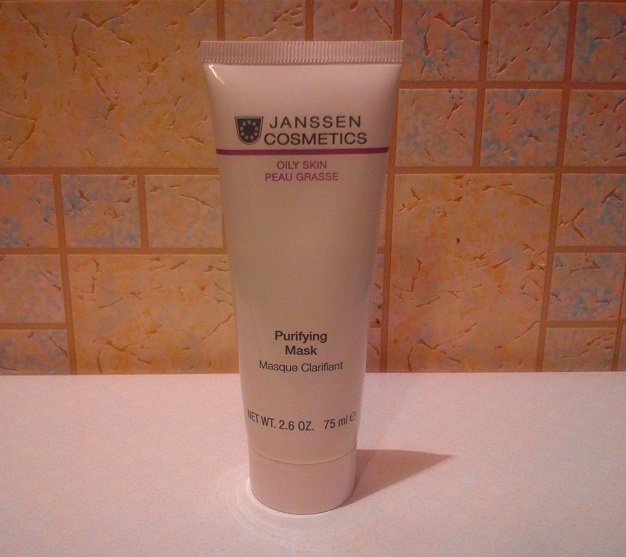 JANSSEN
COSMETICS
OILY SKIN
PEAU GRASSE
Purifying
Mask
Masque Clarifiant
NET WT. 2.6 OZ. 75 ml ℮